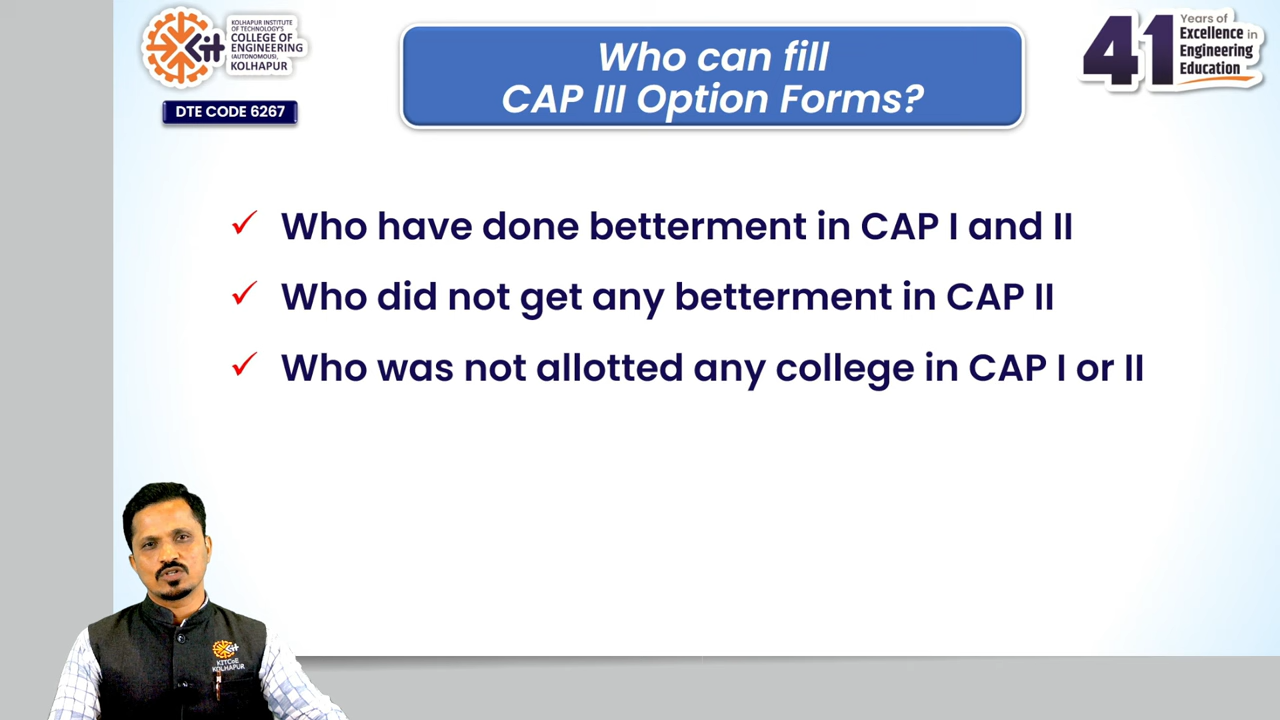 KOLHAPUR INSTITUTE
OF TECHNOLOGY'S
COLLEGE OF
ENGINEERING
(AUTONOMOUS),
KOLHAPUR
Kit
DTE CODE 6267
Who can fill
CAP III Option Forms?
41
Years of
Excellence in
Engineering
Education
✓ Who have done betterment in CAP I and II
✓ Who did not get any betterment in CAP II
✓ Who was not allotted any college in CAP I or II
Kit
KITCoE
KOLHAPUR